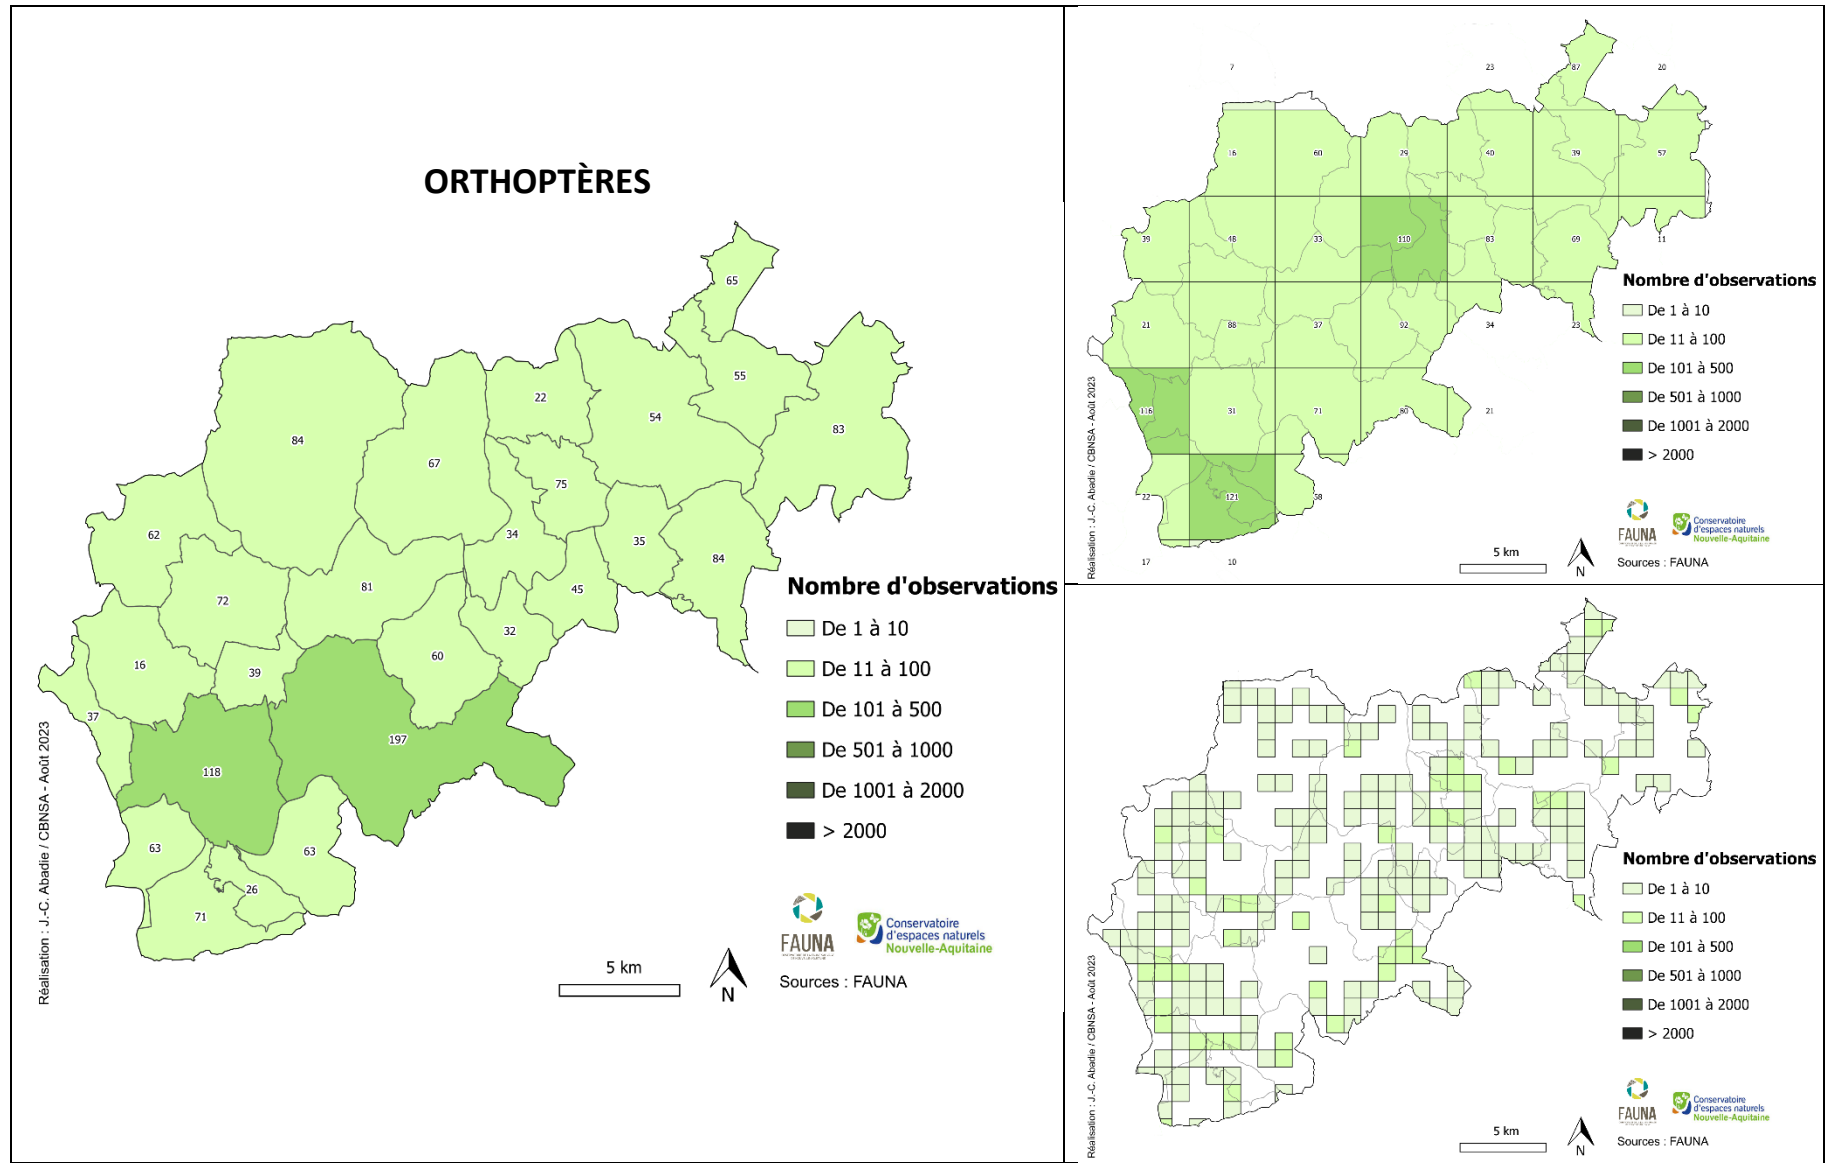 ORTHOPTÈRES
65
55
22
54
84
83
67
75
62
34
35
84
81
45
72
32
60
16
39
37
197
118
63
63
26
71
Nombre d'observations
De 1 à 10
De 11 à 100
De 101 à 500
De 501 à 1000
De 1001 à 2000
> 2000
Réalisation : J.-C. Abadie / CBNSA - Août 2023
5 km
N
FAUNA
Conservatoire
d'espaces naturels
Nouvelle-Aquitaine
Sources : FAUNA
7 23 87 20
16 60 29 40 39 57
39 48 33 110 83 69 11
21 88 37 92 34 23
116 31 71 80 21
22 121 58
17 10
Nombre d'observations
De 1 à 10
De 11 à 100
De 101 à 500
De 501 à 1000
De 1001 à 2000
> 2000
Réalisation : J.-C. Abadie / CBNSA - Août 2023
5 km
N
FAUNA
Conservatoire
d'espaces naturels
Nouvelle-Aquitaine
Sources : FAUNA
Nombre d'observations
De 1 à 10
De 11 à 100
De 101 à 500
De 501 à 1000
De 1001 à 2000
> 2000
Réalisation : J.-C. Abadie / CBNSA - Août 2023
5 km
N
FAUNA
Conservatoire
d'espaces naturels
Nouvelle-Aquitaine
Sources : FAUNA